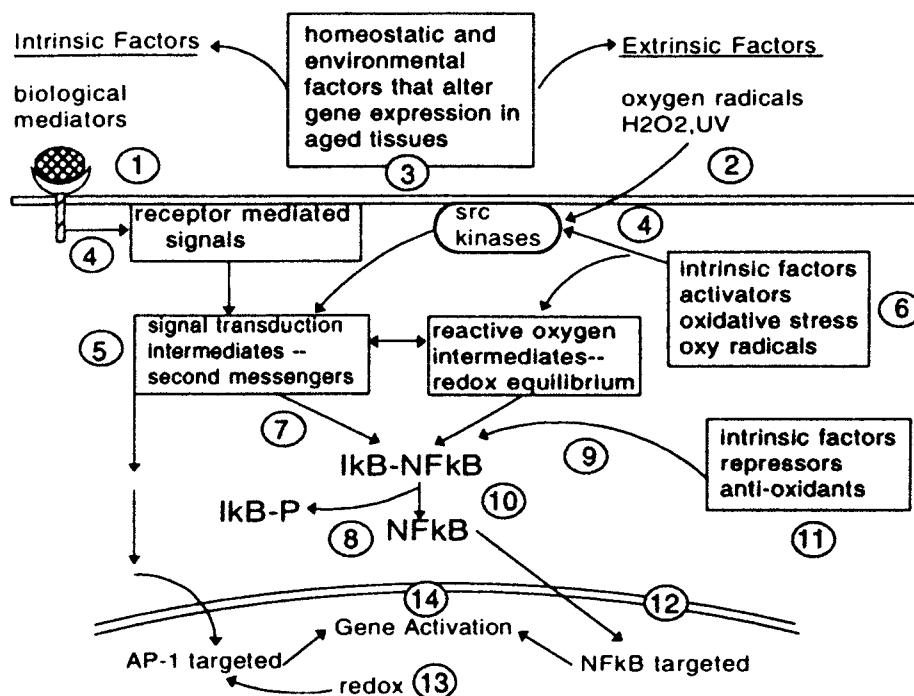 Intrinsic Factors
homeostatic and
environmental
factors that alter
gene expression in
aged tissues
Extrinsic Factors
biological
mediators
oxygen radicals
H2O2,UV
1
2
3
receptor mediated
signals
src
kinases
4
4
intrinsic factors
activators
oxidative stress
oxy radicals
6
5
signal transduction
intermediates --
second messengers
reactive oxygen
intermediates--
redox equilibrium
7
IkB-NFkB
9
intrinsic factors
repressors
anti-oxidants
IkB-P
8
NFkB
10
11
14
12
Gene Activation
AP-1 targeted
NFkB targeted
redox
13